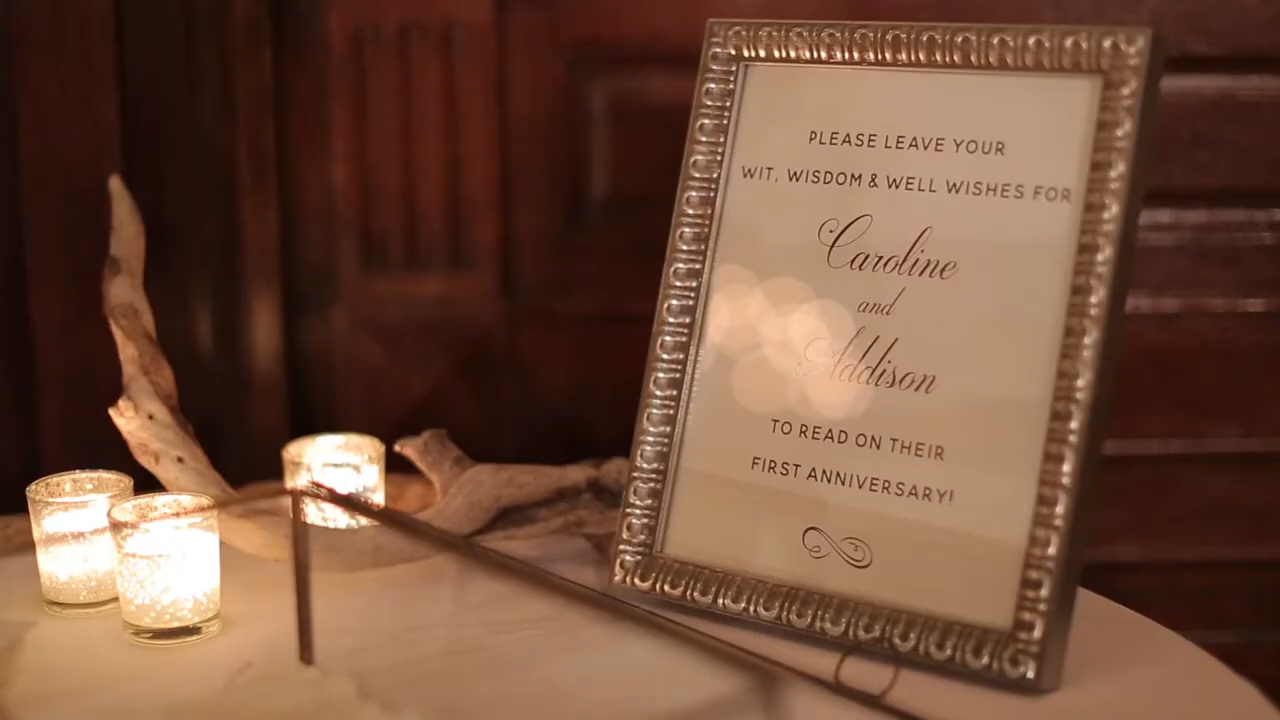 PLEASE LEAVE YOUR
WIT, WISDOM & WELL WISHES FOR
Caroline
and
Addison
TO READ ON THEIR
FIRST ANNIVERSARY!